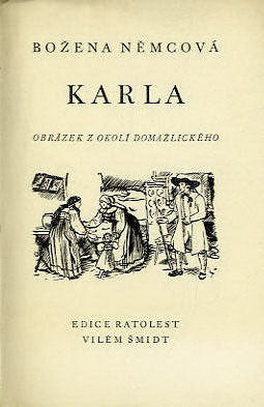 BOŽENA NĚMCOVÁ
KARLA
OBRÁZEK Z OKOLÍ DOMAŽLICKÉHO
EDICE RATOLEST
VILÉM ŠMIDT